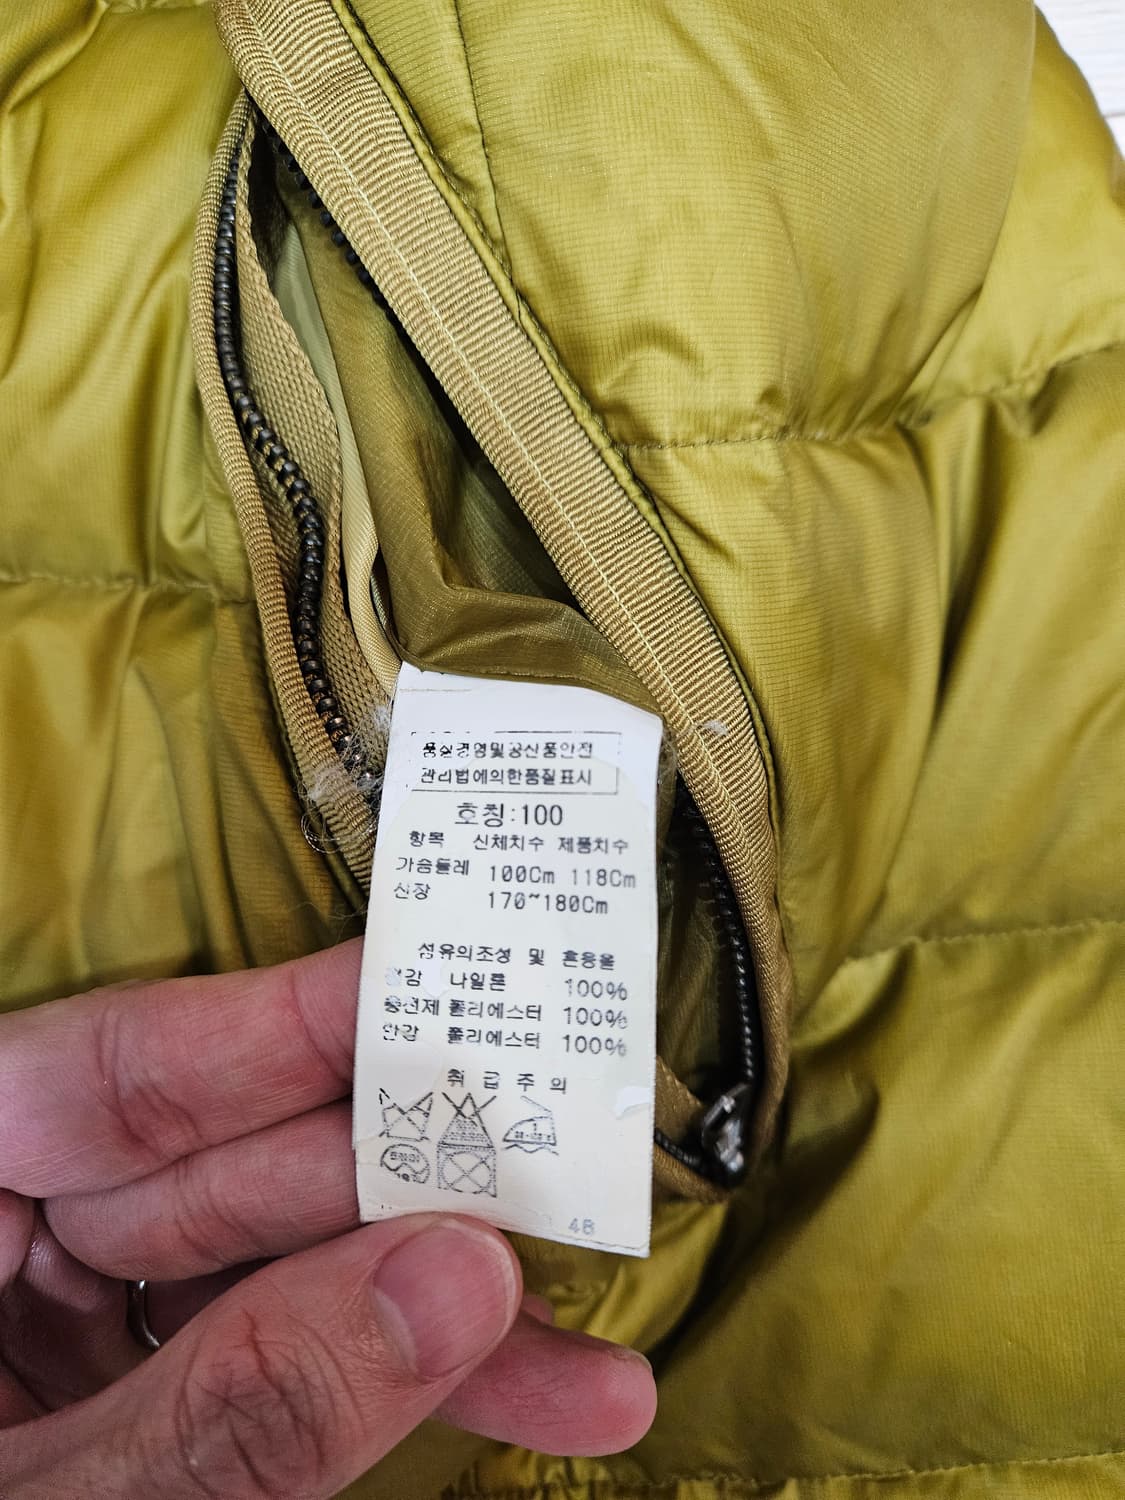 품질경영및공산품안전
관리법에의한품질표시
호칭:100
항목 신체치수 제품치수
가슴둘레 100Cm 118Cm
신장 170~180Cm
섬유의조성 및 혼용율
겉감 나일론 100%
충전제 폴리에스터 100%
안감 폴리에스터 100%
취급주의
48